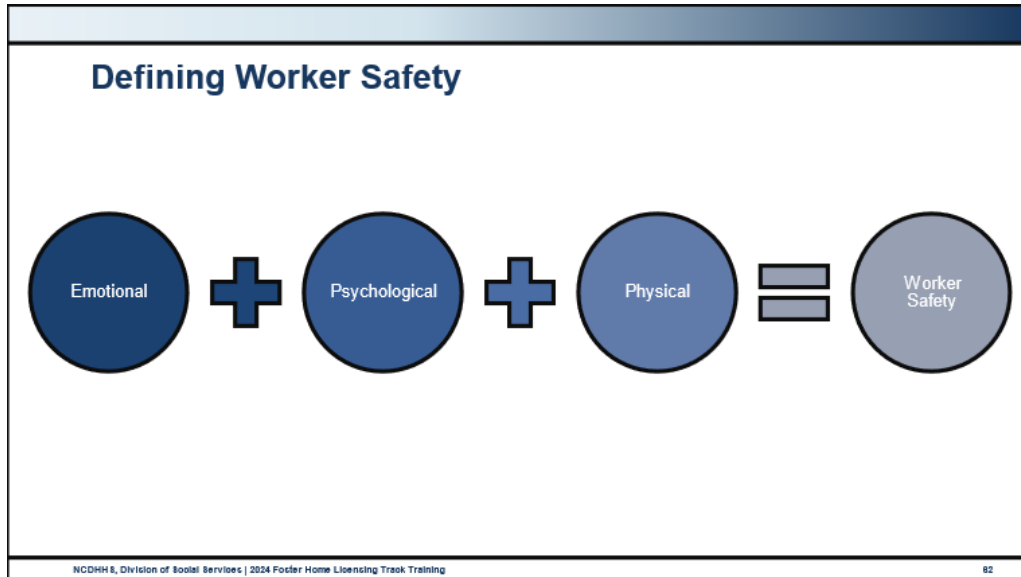 Defining Worker Safety
Emotional
Psychological
Physical
Worker
Safety
NCDHHS, Division of Social Services | 2024 Foster Home Licensing Track Training
62